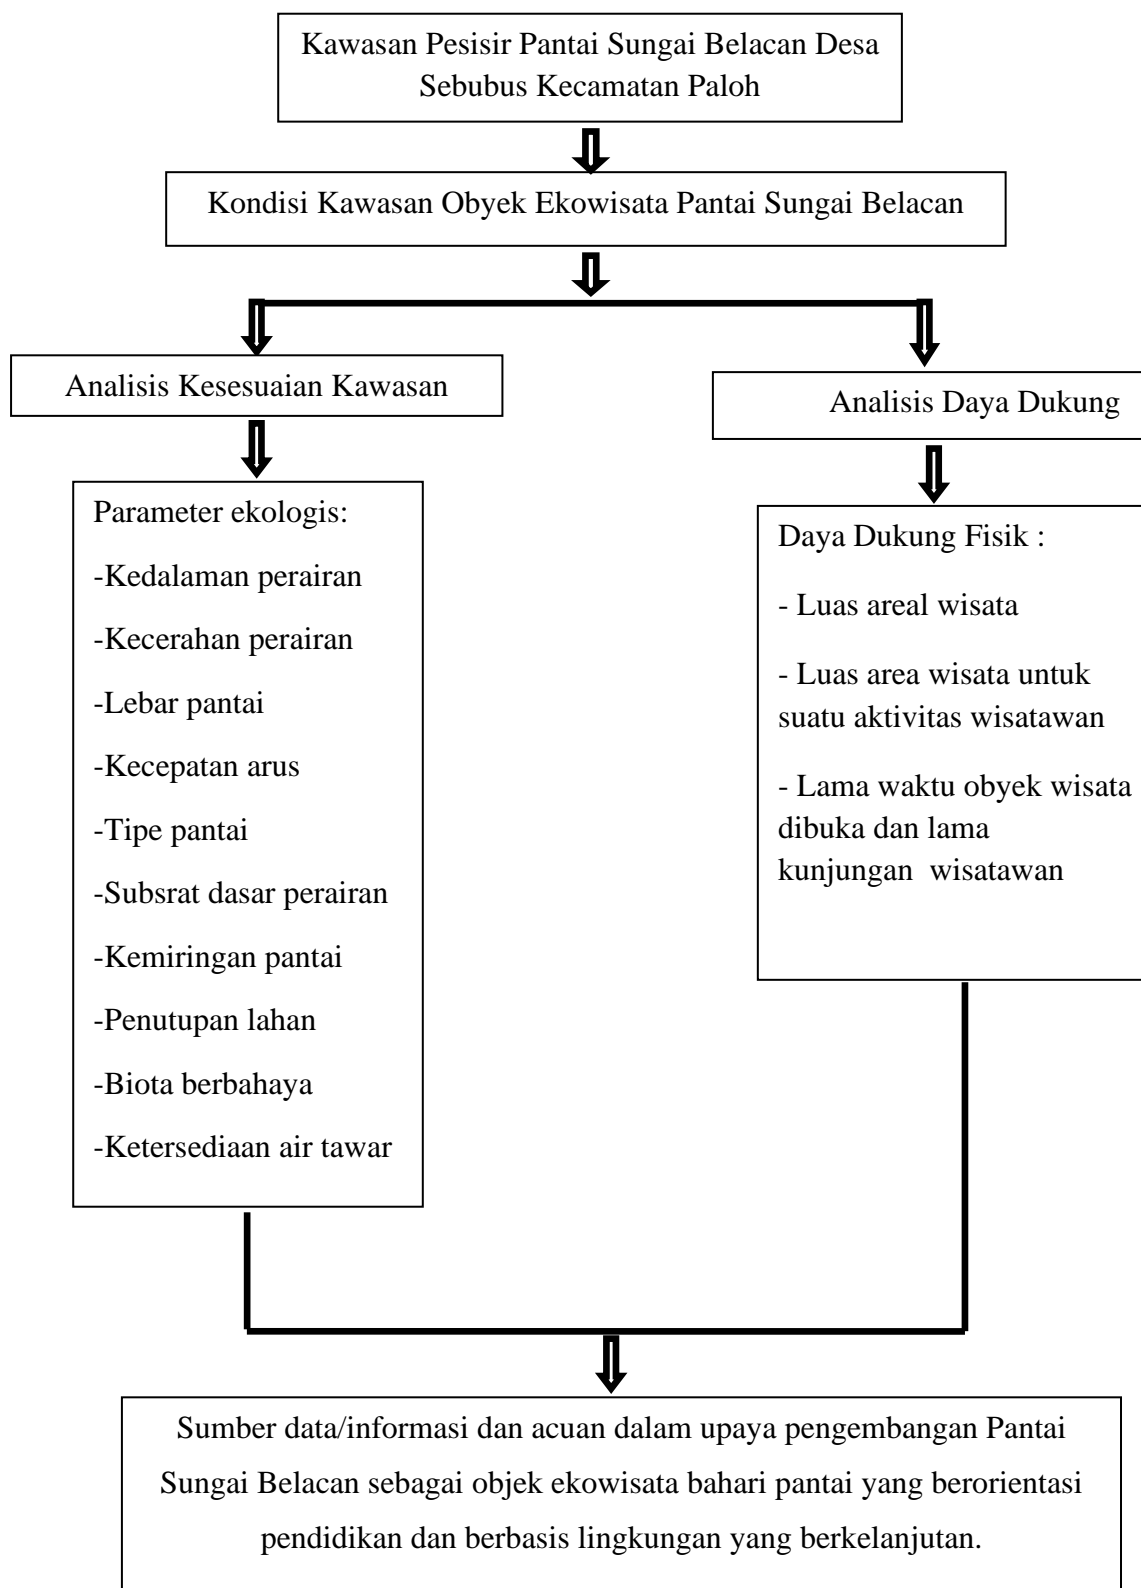 Kawasan Pesisir Pantai Sungai Belacan Desa
Sebubus Kecamatan Paloh
Kondisi Kawasan Obyek Ekowisata Pantai Sungai Belacan
Analisis Kesesuaian Kawasan
Analisis Daya Dukung
Parameter ekologis:
-Kedalaman perairan
-Kecerahan perairan
-Lebar pantai
-Kecepatan arus
-Tipe pantai
-Subsrat dasar perairan
-Kemiringan pantai
-Penutupan lahan
-Biota berbahaya
-Ketersediaan air tawar
Daya Dukung Fisik :
- Luas areal wisata
- Luas area wisata untuk
suatu aktivitas wisatawan
- Lama waktu obyek wisata
dibuka dan lama
kunjungan  wisatawan
Sumber data/informasi dan acuan dalam upaya pengembangan Pantai
Sungai Belacan sebagai objek ekowisata bahari pantai yang berorientasi
pendidikan dan berbasis lingkungan yang berkelanjutan.